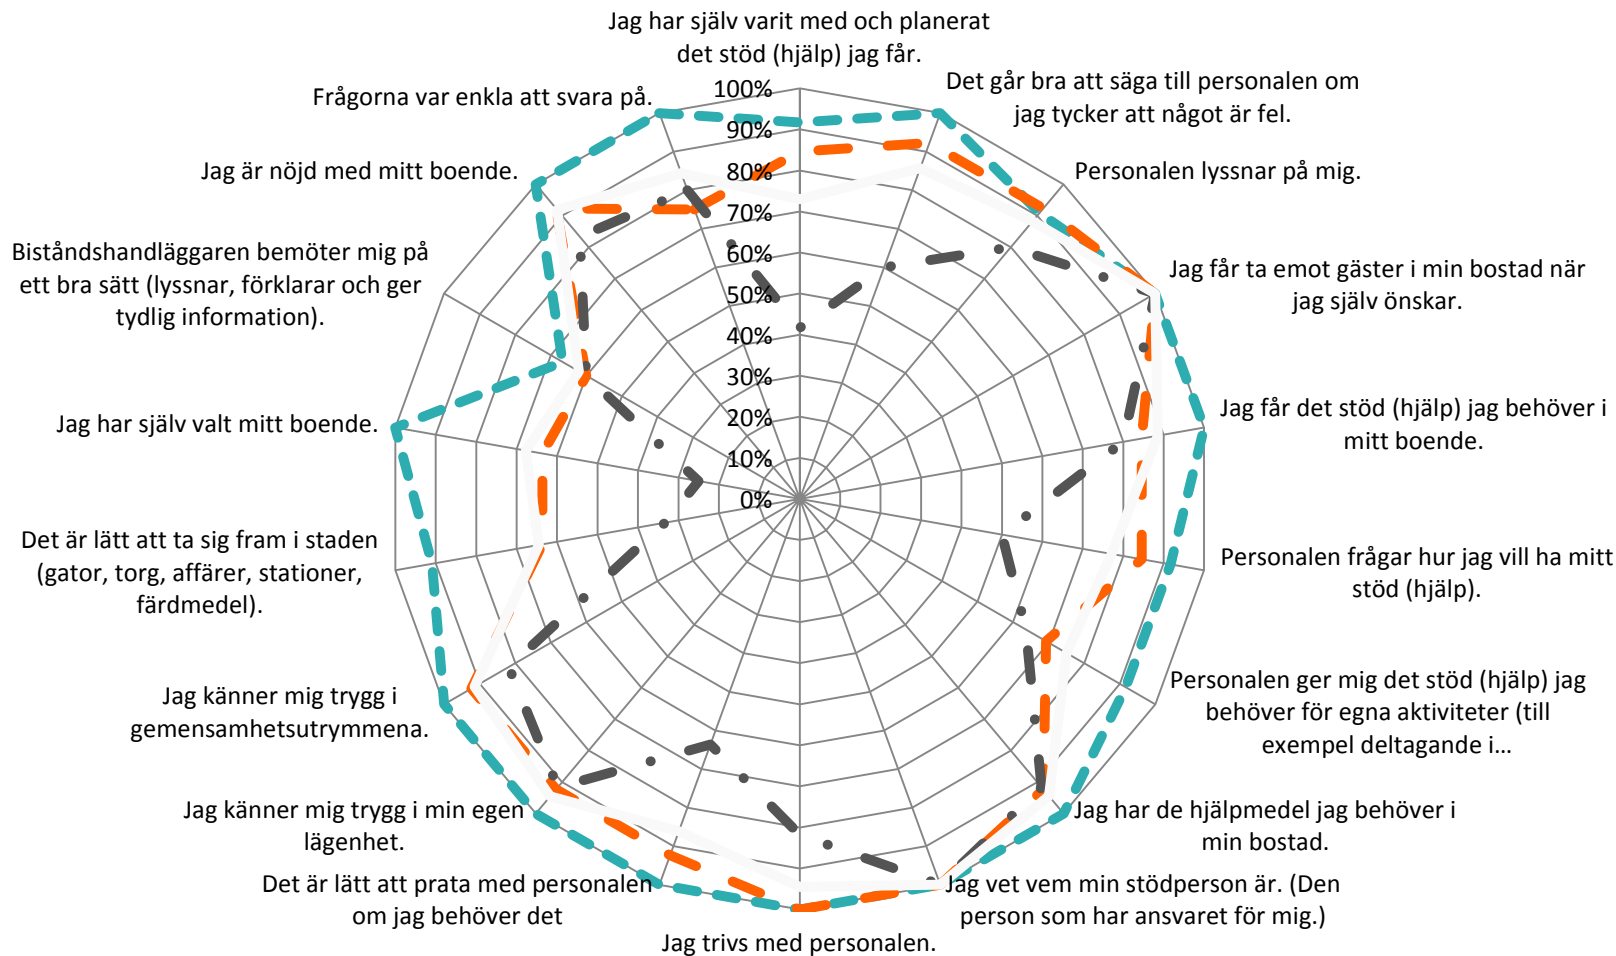 Jag har själv varit med och planerat
det stöd (hjälp) jag får.
Det går bra att säga till personalen om
jag tycker att något är fel.
Personalen lyssnar på mig.
Jag får ta emot gäster i min bostad när
jag själv önskar.
Jag får det stöd (hjälp) jag behöver i
mitt boende.
Personalen frågar hur jag vill ha mitt
stöd (hjälp).
Personalen ger mig det stöd (hjälp) jag
behöver för egna aktiviteter (till
exempel deltagande i...
Jag har de hjälpmedel jag behöver i
min bostad.
Jag vet vem min stödperson är. (Den
person som har ansvaret för mig.)
Jag trivs med personalen.
Det är lätt att prata med personalen
om jag behöver det
Jag känner mig trygg i min egen
lägenhet.
Jag känner mig trygg i
gemensamhetsutrymmena.
Det är lätt att ta sig fram i staden
(gator, torg, affärer, stationer,
färdmedel).
Jag har själv valt mitt boende.
Biståndshandläggaren bemöter mig på
ett bra sätt (lyssnar, förklarar och ger
tydlig information).
Jag är nöjd med mitt boende.
Frågorna var enkla att svara på.
100%
90%
80%
70%
60%
50%
40%
30%
20%
10%
0%